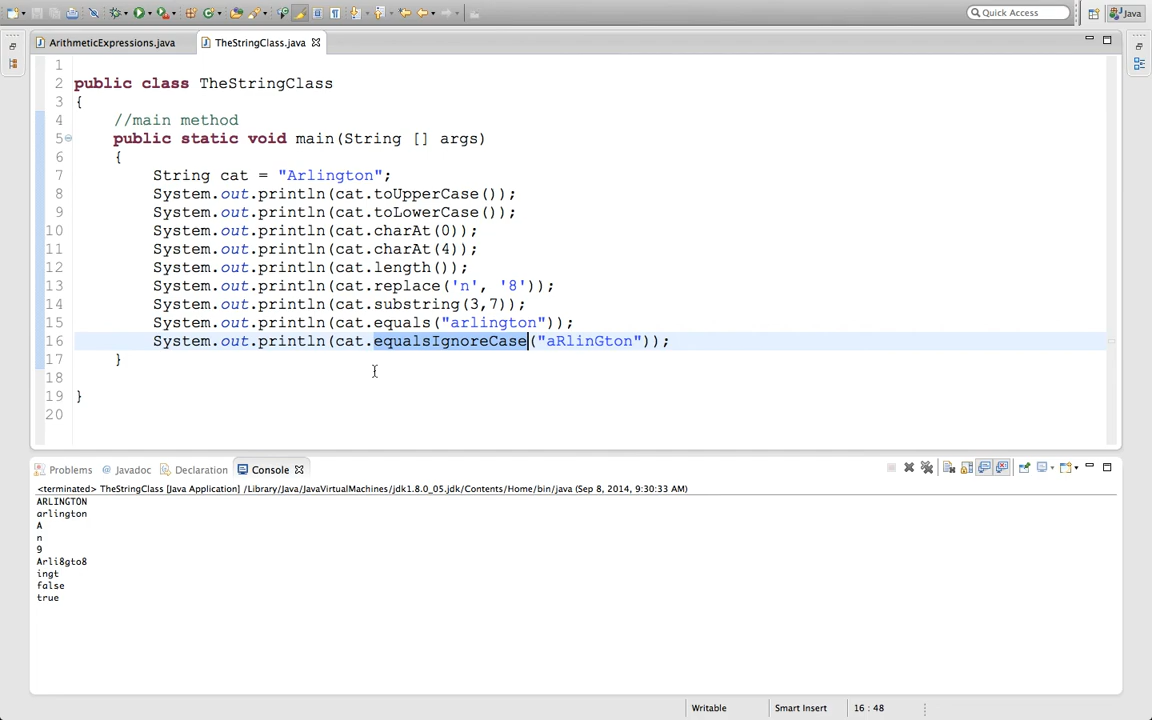 Quick Access
Java
ArithmeticExpressions.java
TheStringClass.java
1
2 public class TheStringClass
3 {
4 //main method
5 public static void main(String [] args)
6 {
7 String cat = "Arlington";
8 System.out.println(cat.toUpperCase());
9 System.out.println(cat.toLowerCase());
10 System.out.println(cat.charAt(0));
11 System.out.println(cat.charAt(4));
12 System.out.println(cat.length());
13 System.out.println(cat.replace('n', '8'));
14 System.out.println(cat.substring(3,7));
15 System.out.println(cat.equals("arlington"));
16 System.out.println(cat.equalsIgnoreCase("aRlinGton"));
17 }
18
19 }
20
Problems @ Javadoc Declaration Console
<terminated> TheStringClass [Java Application] /Library/Java/JavaVirtualMachines/jdk1.8.0_05.jdk/Contents/Home/bin/java (Sep 8, 2014, 9:30:33 AM)
ARLINGTON
arlington
A
n
9
Arli8gto8
ingt
false
true
Writable Smart Insert 16 : 48